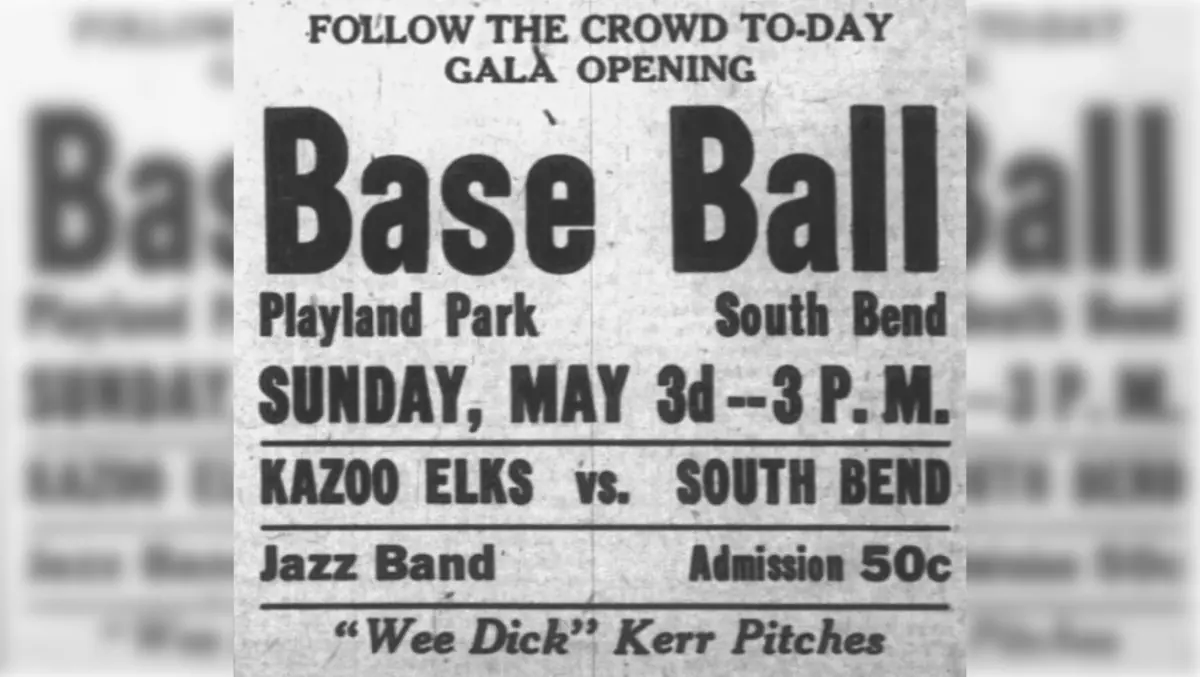 FOLLOW THE CROWD TO-DAY
GALA OPENING
Base Ball
Playland Park South Bend
SUNDAY, MAY 3d--3 P. M.
KAZOO ELKS vs. SOUTH BEND
Jazz Band Admission 50c
"Wee Dick" Kerr Pitches